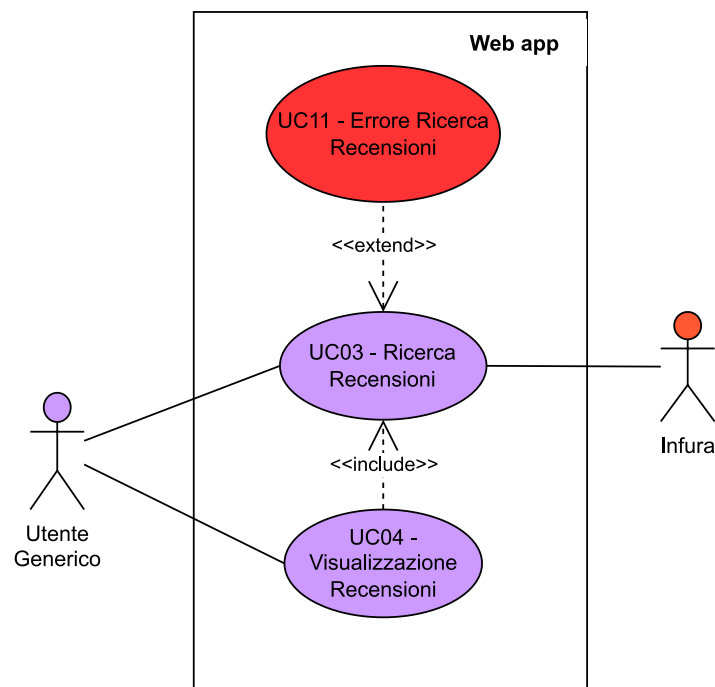 Web app
UC11 - Errore Ricerca
Recensioni
<<extend>>
UC03 - Ricerca
Recensioni
Infura
<<include>>
Utente
Generico
UC04 -
Visualizzazione
Recensioni